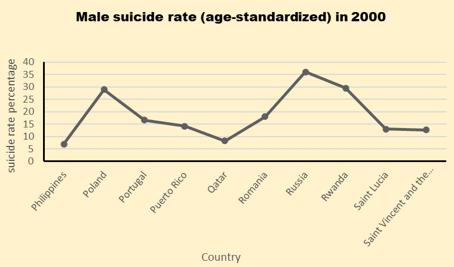 Male suicide rate (age-standardized) in 2000
suicide rate percentage
40
35
30
25
20
15
10
5
0
Philippines
Poland
Portugal
Puerto Rico
Qatar
Romania
Russia
Rwanda
Saint Lucia
Saint Vincent and the...
Country